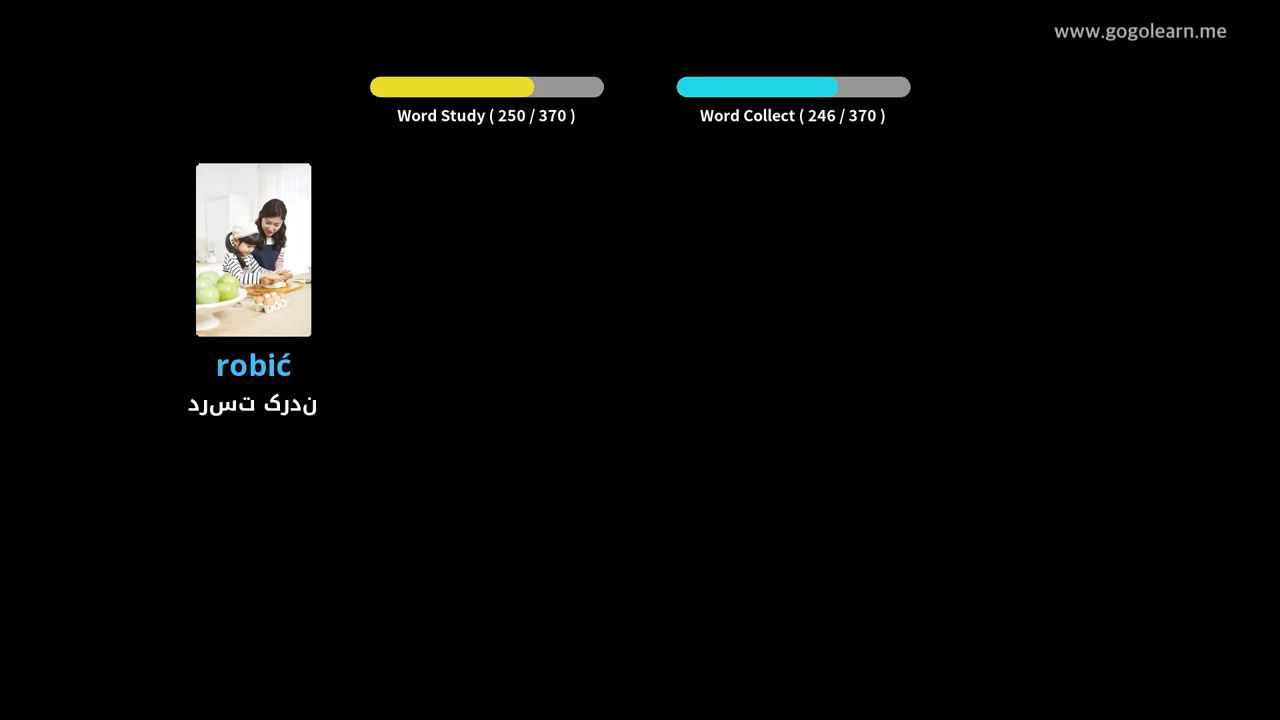 www.gogolearn.me
Word Study ( 250 / 370 )
Word Collect ( 246 / 370 )
robić
درست کردن